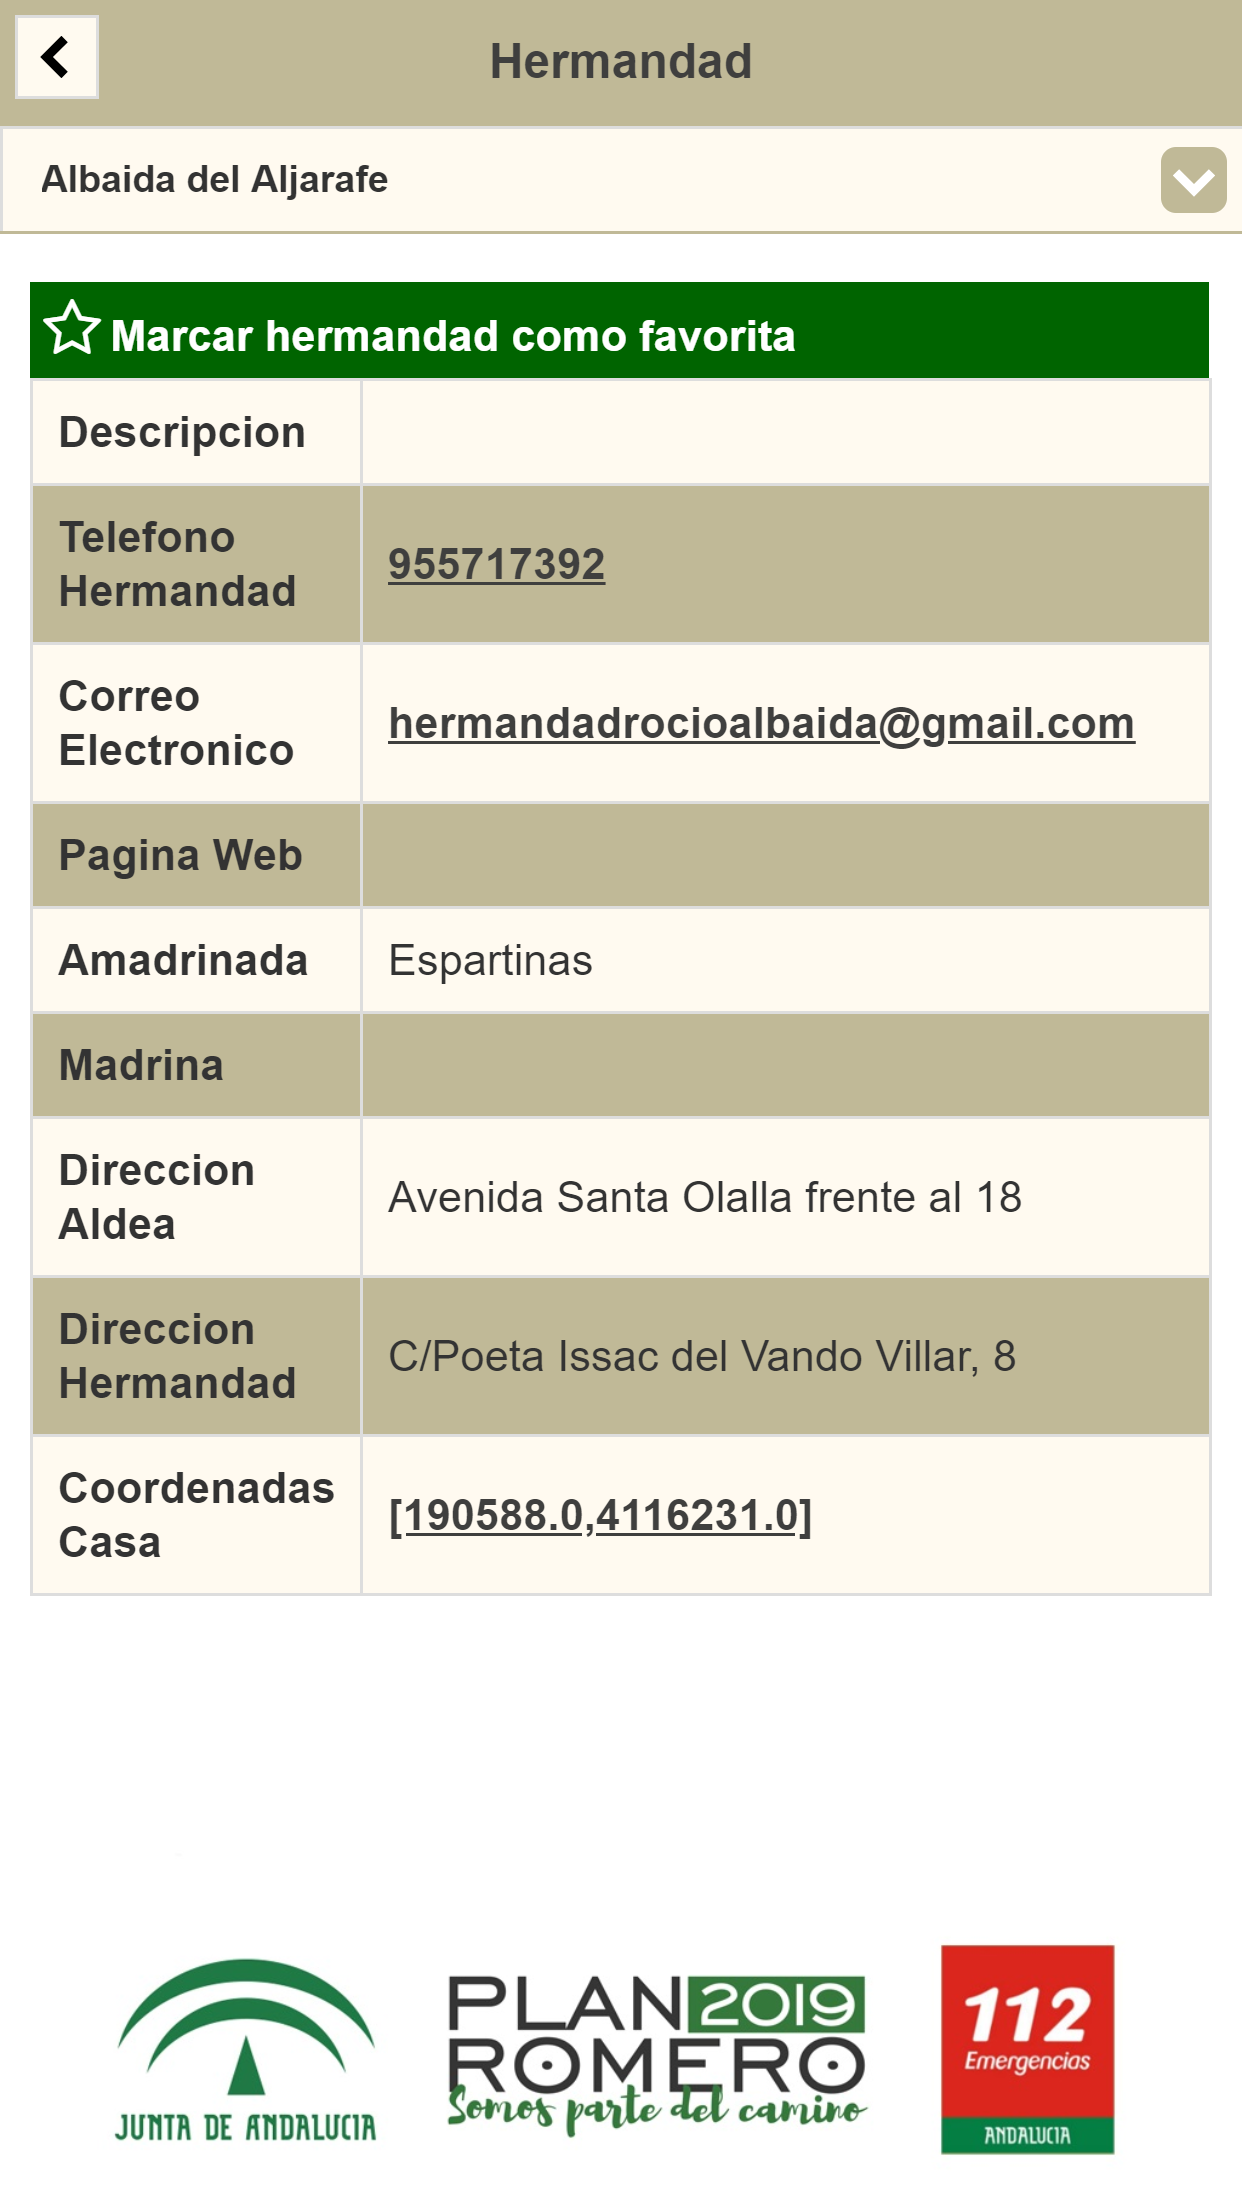 Hermandad
Albaida del Aljarafe
Marcar hermandad como favorita
Descripcion
Telefono
Hermandad
955717392
Correo
Electronico
hermandadrocioalbaida@gmail.com
Pagina Web
Amadrinada
Espartinas
Madrina
Direccion
Aldea
Avenida Santa Olalla frente al 18
Direccion
Hermandad
C/Poeta Issac del Vando Villar, 8
Coordenadas
Casa
[190588.0,4116231.0]
JUNTA DE ANDALUCIA
PLAN 2019
ROMERO
Somos parte del camino
112
Emergencias
ANDALUCIA